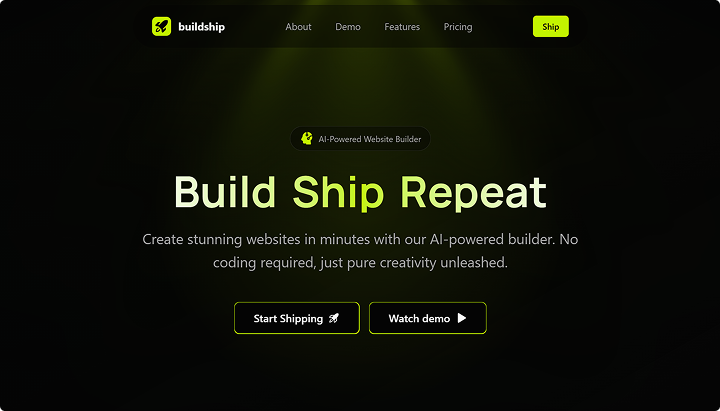 buildship
About
Demo
Features
Pricing
Ship
AI-Powered Website Builder
Build Ship Repeat
Create stunning websites in minutes with our AI-powered builder. No
coding required, just pure creativity unleashed.
Start Shipping
Watch demo